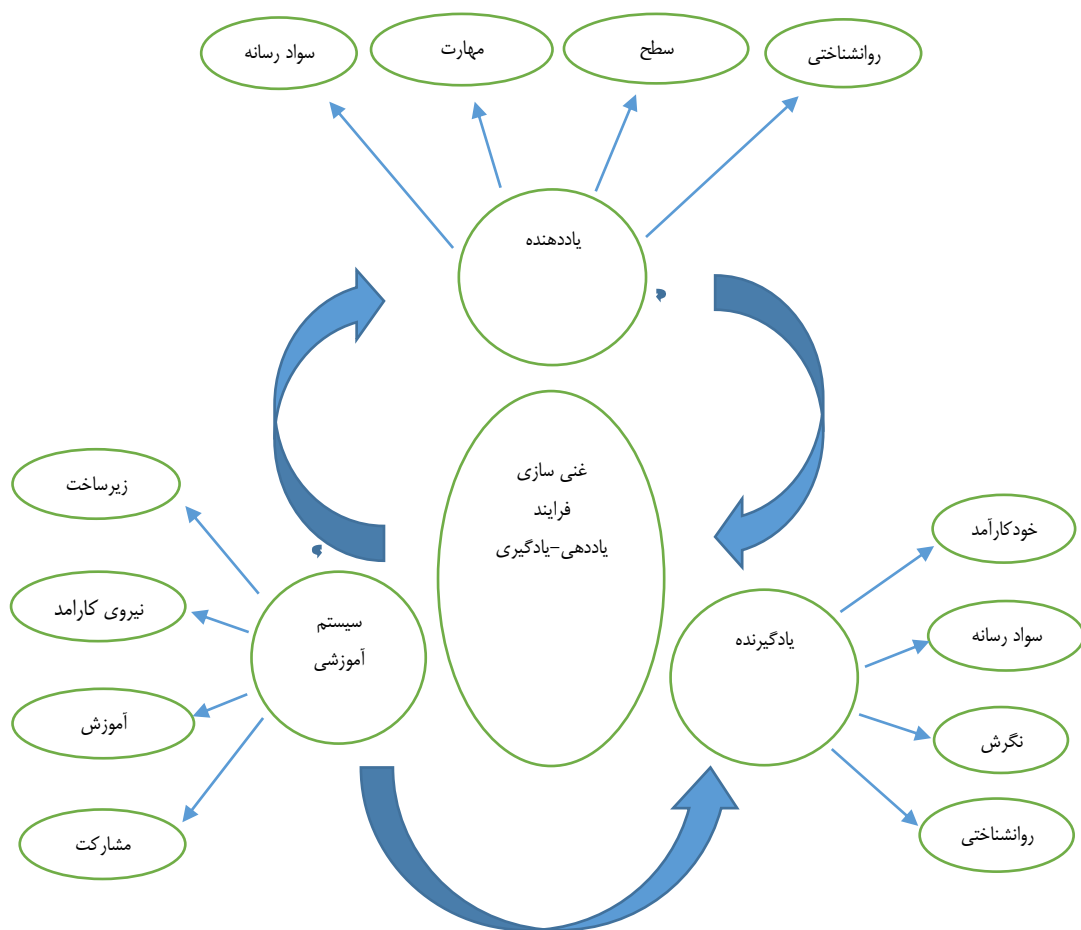 روانشناختی
سطح
مهارت
سواد رسانه
یاددهنده
غنی سازی
فرایند
یاددهی-یادگیری
خودکارآمد
سواد رسانه
نگرش
روانشناختی
یادگیرنده
سیستم
آموزشی
زیرساخت
نیروی کارامد
آموزش
مشارکت